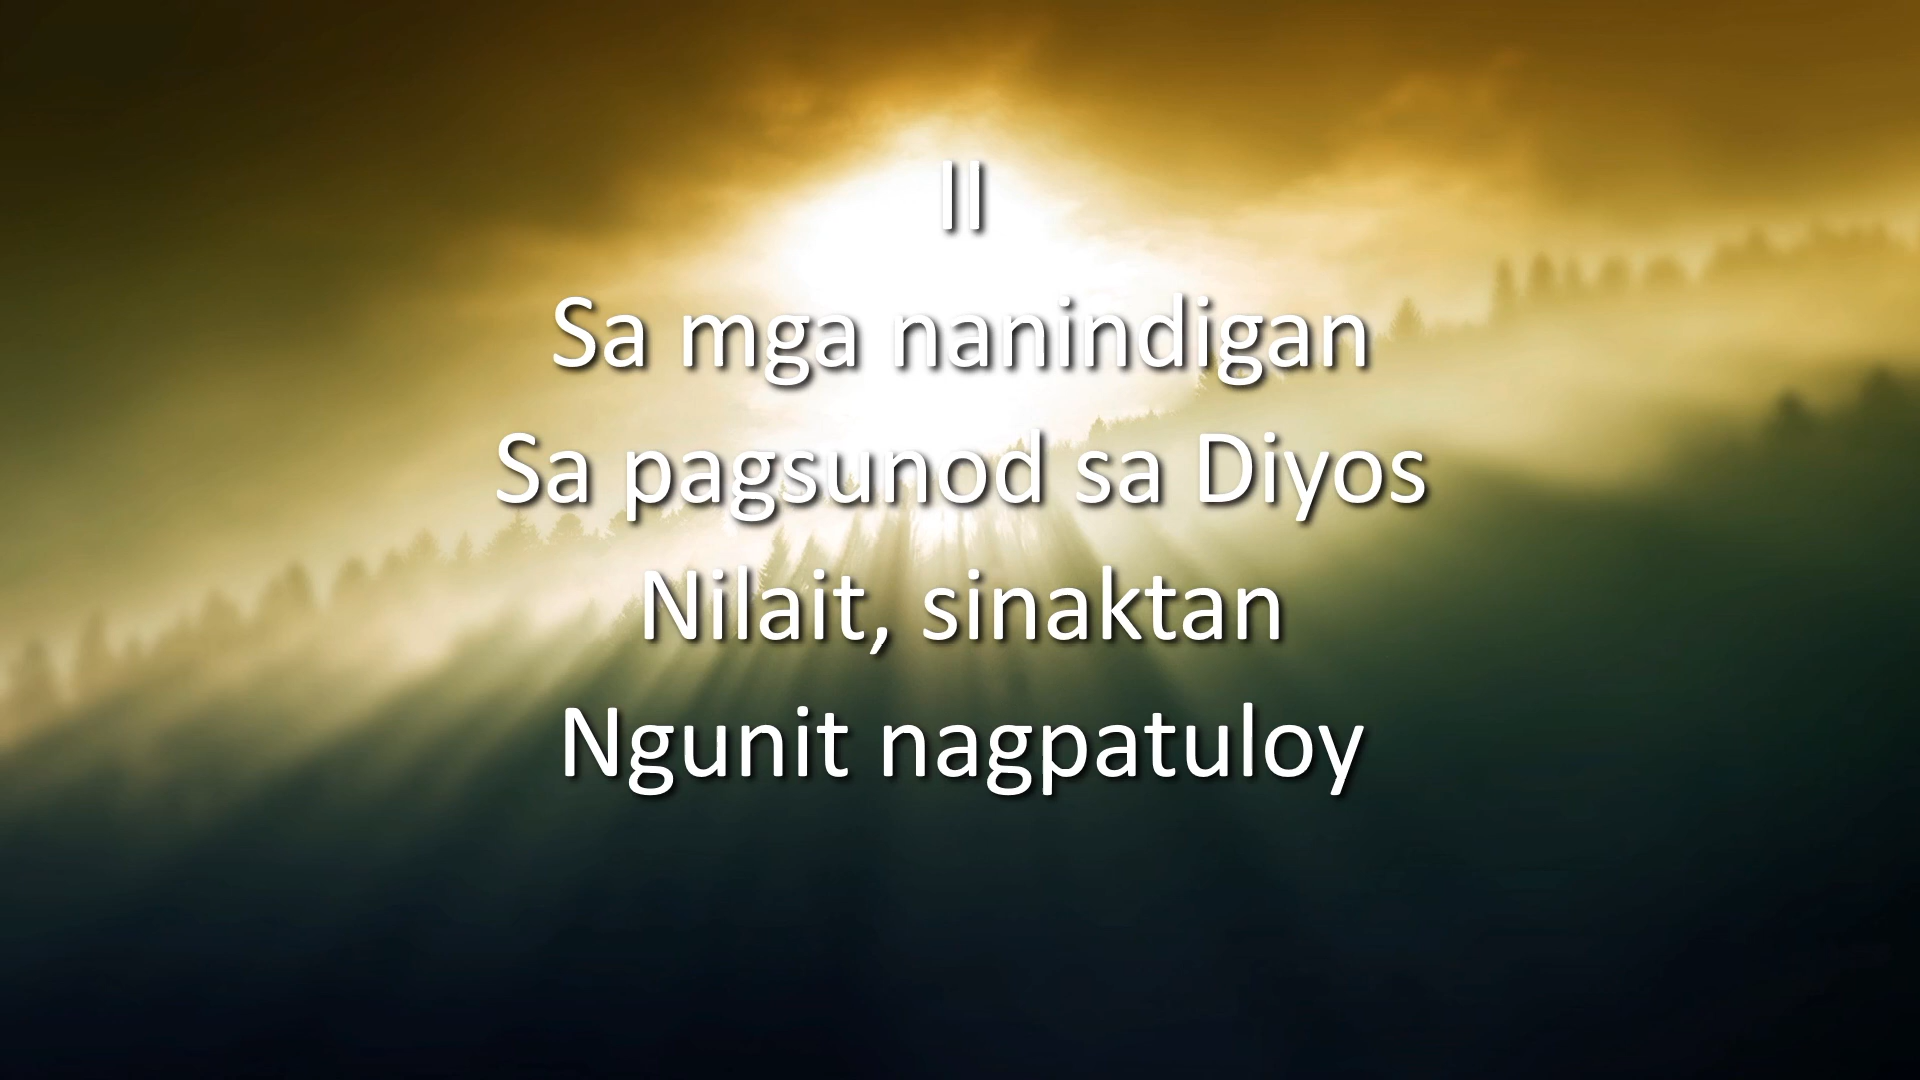 II
Sa mga nanindigan
Sa pagsunod sa Diyos
Nilait, sinaktan
Ngunit nagpatuloy